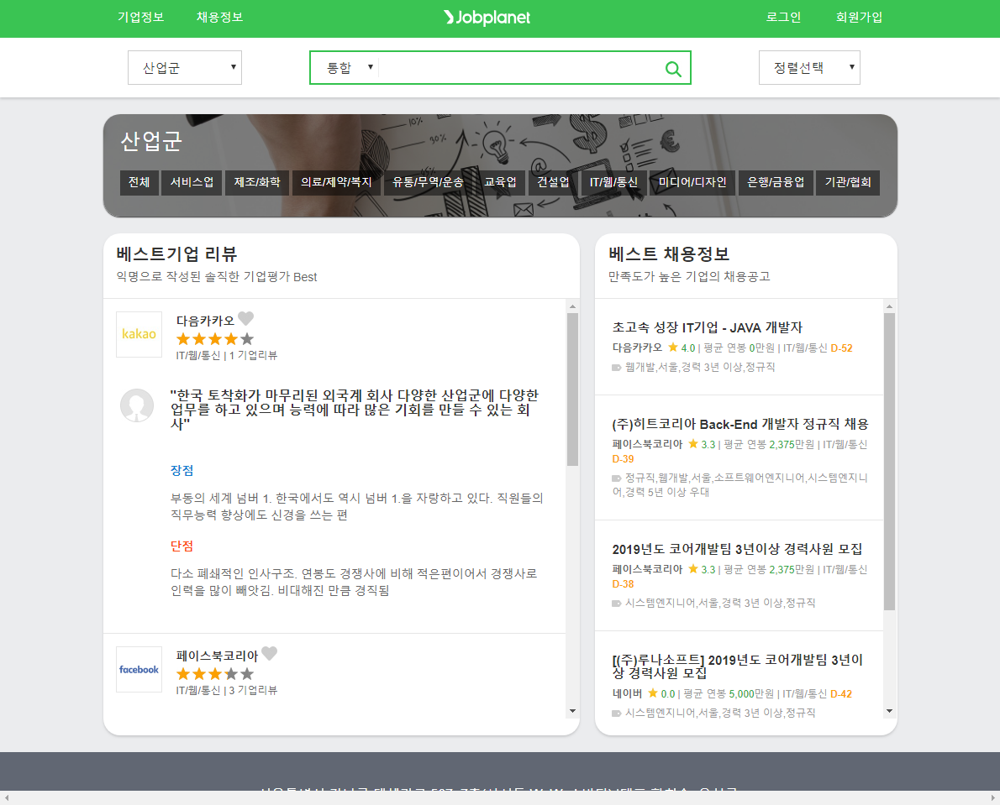 기업정보 채용정보 Jobplanet 로그인 회원가입
산업군 통합 정렬선택
산업군
10%
30%
45%
전체 서비스업 제조/화학 의료/제약/복지 유통/무역/운송 교육업 건설업 IT/웹/통신 미디어/디자인 은행/금융업 기관/협회
베스트기업 리뷰
익명으로 작성된 솔직한 기업평가 Best
kakao
다음카카오
IT/웹/통신 | 1 기업리뷰
"한국 토착화가 마무리된 외국계 회사 다양한 산업군에 다양한
업무를 하고 있으며 능력에 따라 많은 기회를 만들 수 있는 회
사"
장점
부동의 세계 넘버 1. 한국에서도 역시 넘버 1.을 자랑하고 있다. 직원들의
직무능력 향상에도 신경을 쓰는 편
단점
다소 폐쇄적인 인사구조. 연봉도 경쟁사에 비해 적은편이어서 경쟁사로
인력을 많이 빼앗김. 비대해진 만큼 경직됨
facebook
페이스북코리아
IT/웹/통신 | 3 기업리뷰
베스트 채용정보
만족도가 높은 기업의 채용공고
초고속 성장 IT기업 - JAVA 개발자
다음카카오 ★ 4.0 | 평균 연봉 0만원 | IT/웹/통신 D-52
웹개발,서울,경력 3년 이상,정규직
(주)히트코리아 Back-End 개발자 정규직 채용
페이스북코리아 ★ 3.3 | 평균 연봉 2,375만원 | IT/웹/통신
D-39
정규직,웹개발,서울,소프트웨어엔지니어,시스템엔지니
어,경력 5년 이상 우대
2019년도 코어개발팀 3년이상 경력사원 모집
페이스북코리아 ★ 3.3 | 평균 연봉 2,375만원 | IT/웹/통신
D-38
시스템엔지니어,서울,경력 3년 이상,정규직
[(주)루나소프트] 2019년도 코어개발팀 3년이
상 경력사원 모집
네이버 ★ 0.0 | 평균 연봉 5,000만원 | IT/웹/통신 D-42
시스템엔지니어,서울,경력 3년 이상,정규직